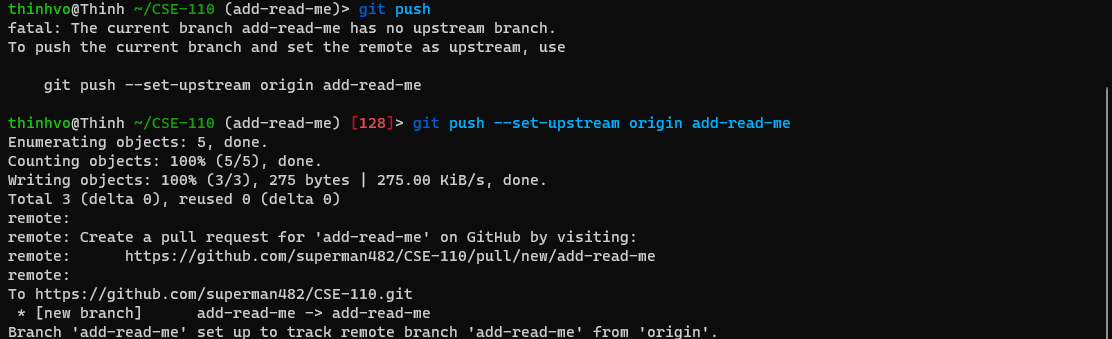 thinhvo@Thinh ~/CSE-110 (add-read-me)> git push
fatal: The current branch add-read-me has no upstream branch.
To push the current branch and set the remote as upstream, use
    git push --set-upstream origin add-read-me
thinhvo@Thinh ~/CSE-110 (add-read-me) [128]> git push --set-upstream origin add-read-me
Enumerating objects: 5, done.
Counting objects: 100% (5/5), done.
Writing objects: 100% (3/3), 275 bytes | 275.00 KiB/s, done.
Total 3 (delta 0), reused 0 (delta 0)
remote:
remote: Create a pull request for 'add-read-me' on GitHub by visiting:
remote:      https://github.com/superman482/CSE-110/pull/new/add-read-me
remote:
To https://github.com/superman482/CSE-110.git
 * [new branch]      add-read-me -> add-read-me
Branch 'add-read-me' set up to track remote branch 'add-read-me' from 'origin'.